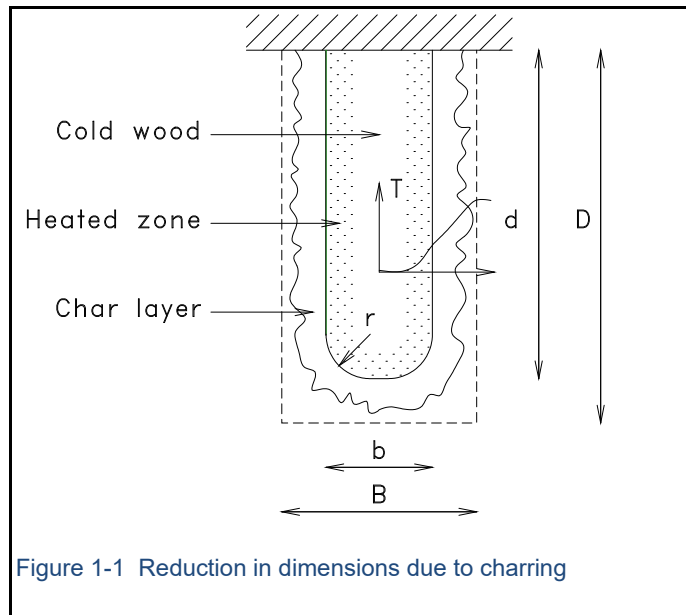 Cold wood
T
Heated zone
d
D
Char layer
r
b
B
Figure 1-1 Reduction in dimensions due to charring